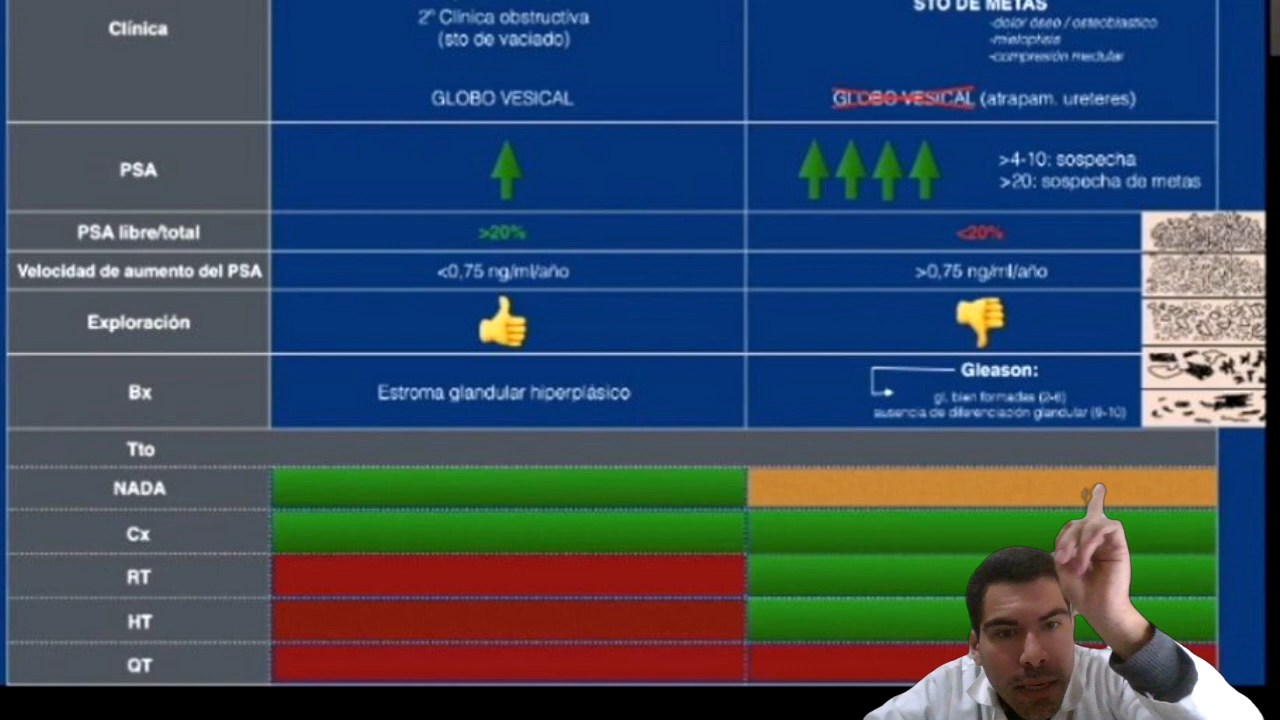 Clínica
2º Clínica obstructiva
(sto de vaciado)
GLOBO VESICAL
STO DE METAS
-dolor óseo / osteoblástico
-mieloptisis
-compresión medular
GLOBO VESICAL (atrapam. ureteres)
PSA
>4-10: sospecha
>20: sospecha de metas
PSA libre/total
>20%
<20%
Velocidad de aumento del PSA
<0,75 ng/ml/año
>0,75 ng/ml/año
Exploración
Bx
Estroma glandular hiperplásico
Gleason:
gl. bien formadas (2-6)
ausencia de diferenciación glandular (9-10)
Tto
NADA
Cx
RT
HT
QT